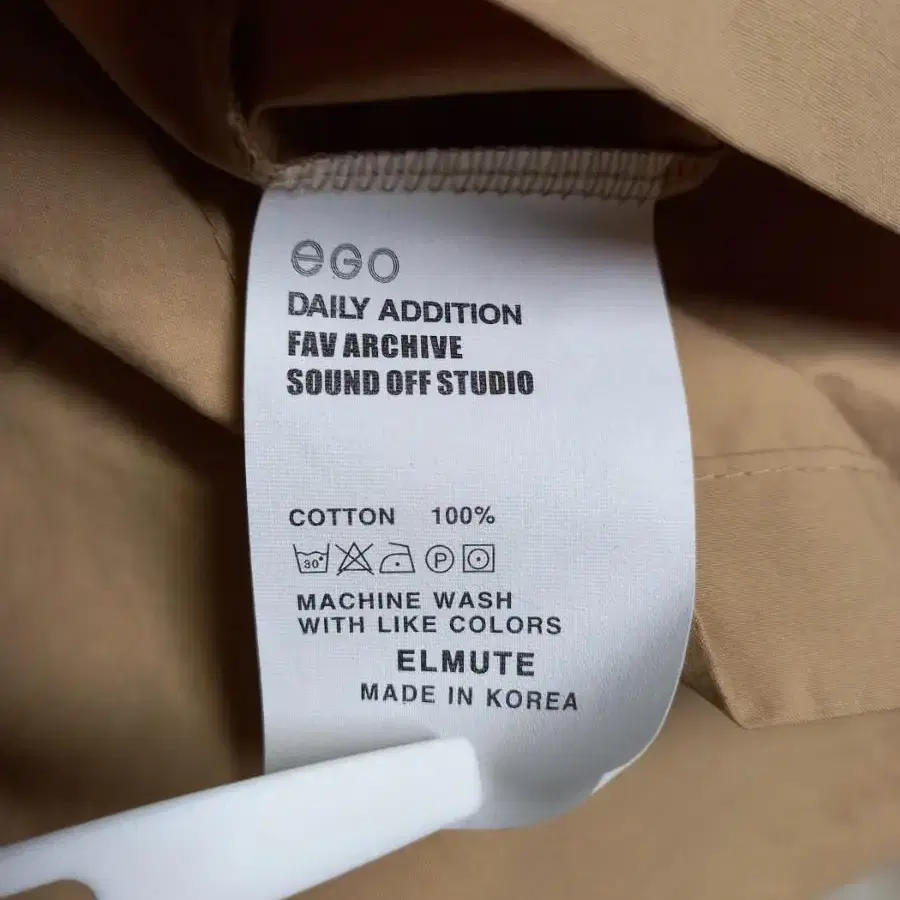 eGO
DAILY ADDITION
FAV ARCHIVE
SOUND OFF STUDIO
COTTON 100%
30° P
MACHINE WASH
WITH LIKE COLORS
ELMUTE
MADE IN KOREA